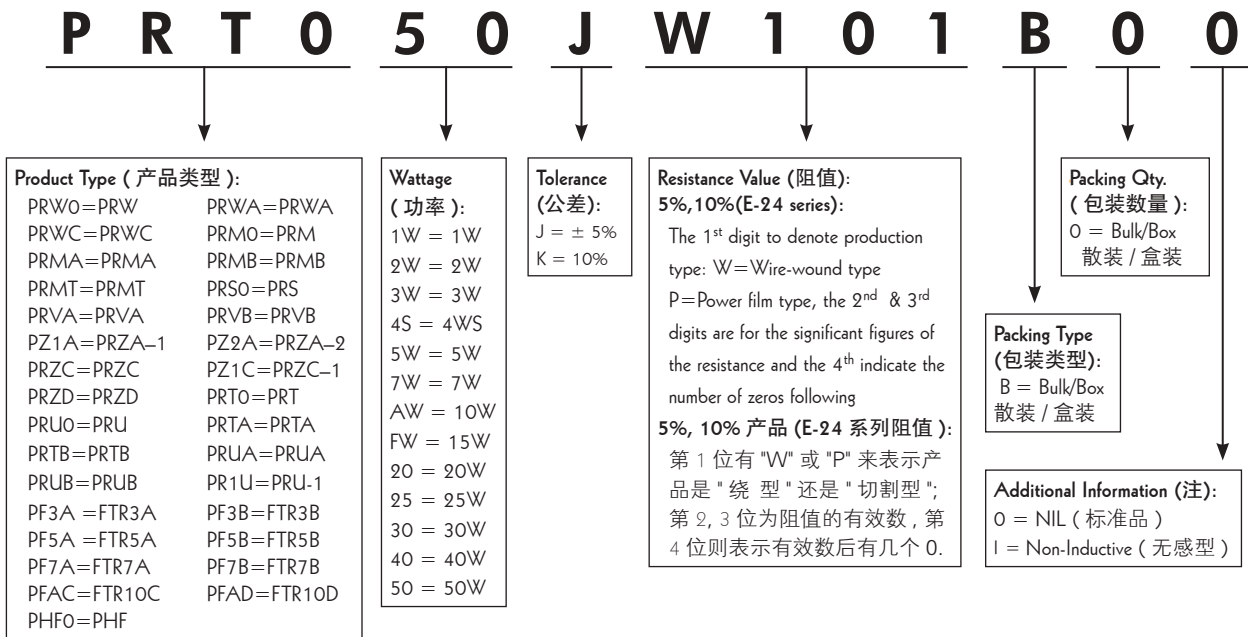 P R T 0 5 0 J W 1 0 1 B 0 0
Product Type ( 产品类型 ):
PRW0=PRW PRWA=PRWA
PRWC=PRWC PRM0=PRM
PRMA=PRMA PRMB=PRMB
PRMT=PRMT PRS0=PRS
PRVA=PRVA PRVB=PRVB
PZ1A=PRZA-1 PZ2A=PRZA-2
PRZC=PRZC PZ1C=PRZC-1
PRZD=PRZD PRT0=PRT
PRU0=PRU PRTA=PRTA
PRTB=PRTB PRUA=PRUA
PRUB=PRUB PR1U=PRU-1
PF3A =FTR3A PF3B=FTR3B
PF5A =FTR5A PF5B=FTR5B
PF7A=FTR7A PF7B=FTR7B
PFAC=FTR10C PFAD=FTR10D
PHF0=PHF
Wattage
( 功率 ):
1W = 1W
2W = 2W
3W = 3W
4S = 4WS
5W = 5W
7W = 7W
AW = 10W
FW = 15W
20 = 20W
25 = 25W
30 = 30W
40 = 40W
50 = 50W
Tolerance
(公差):
J = ± 5%
K = 10%
Resistance Value (阻值):
5%,10%(E-24 series):
The 1st digit to denote production
type: W=Wire-wound type
P=Power film type, the 2nd & 3rd
digits are for the significant figures of
the resistance and the 4th indicate the
number of zeros following
5%, 10% 产品 (E-24 系列阻值 ):
第 1 位有 "W" 或 "P" 来表示产
品是 " 绕 型 " 还是 " 切割型 ";
第 2, 3 位为阻值的有效数 , 第
4 位则表示有效数后有几个 0.
Packing Type
(包装类型):
B = Bulk/Box
散装 / 盒装
Packing Qty.
( 包装数量 ):
0 = Bulk/Box
散装 / 盒装
Additional Information (注):
0 = NIL ( 标准品 )
I = Non-Inductive ( 无感型 )